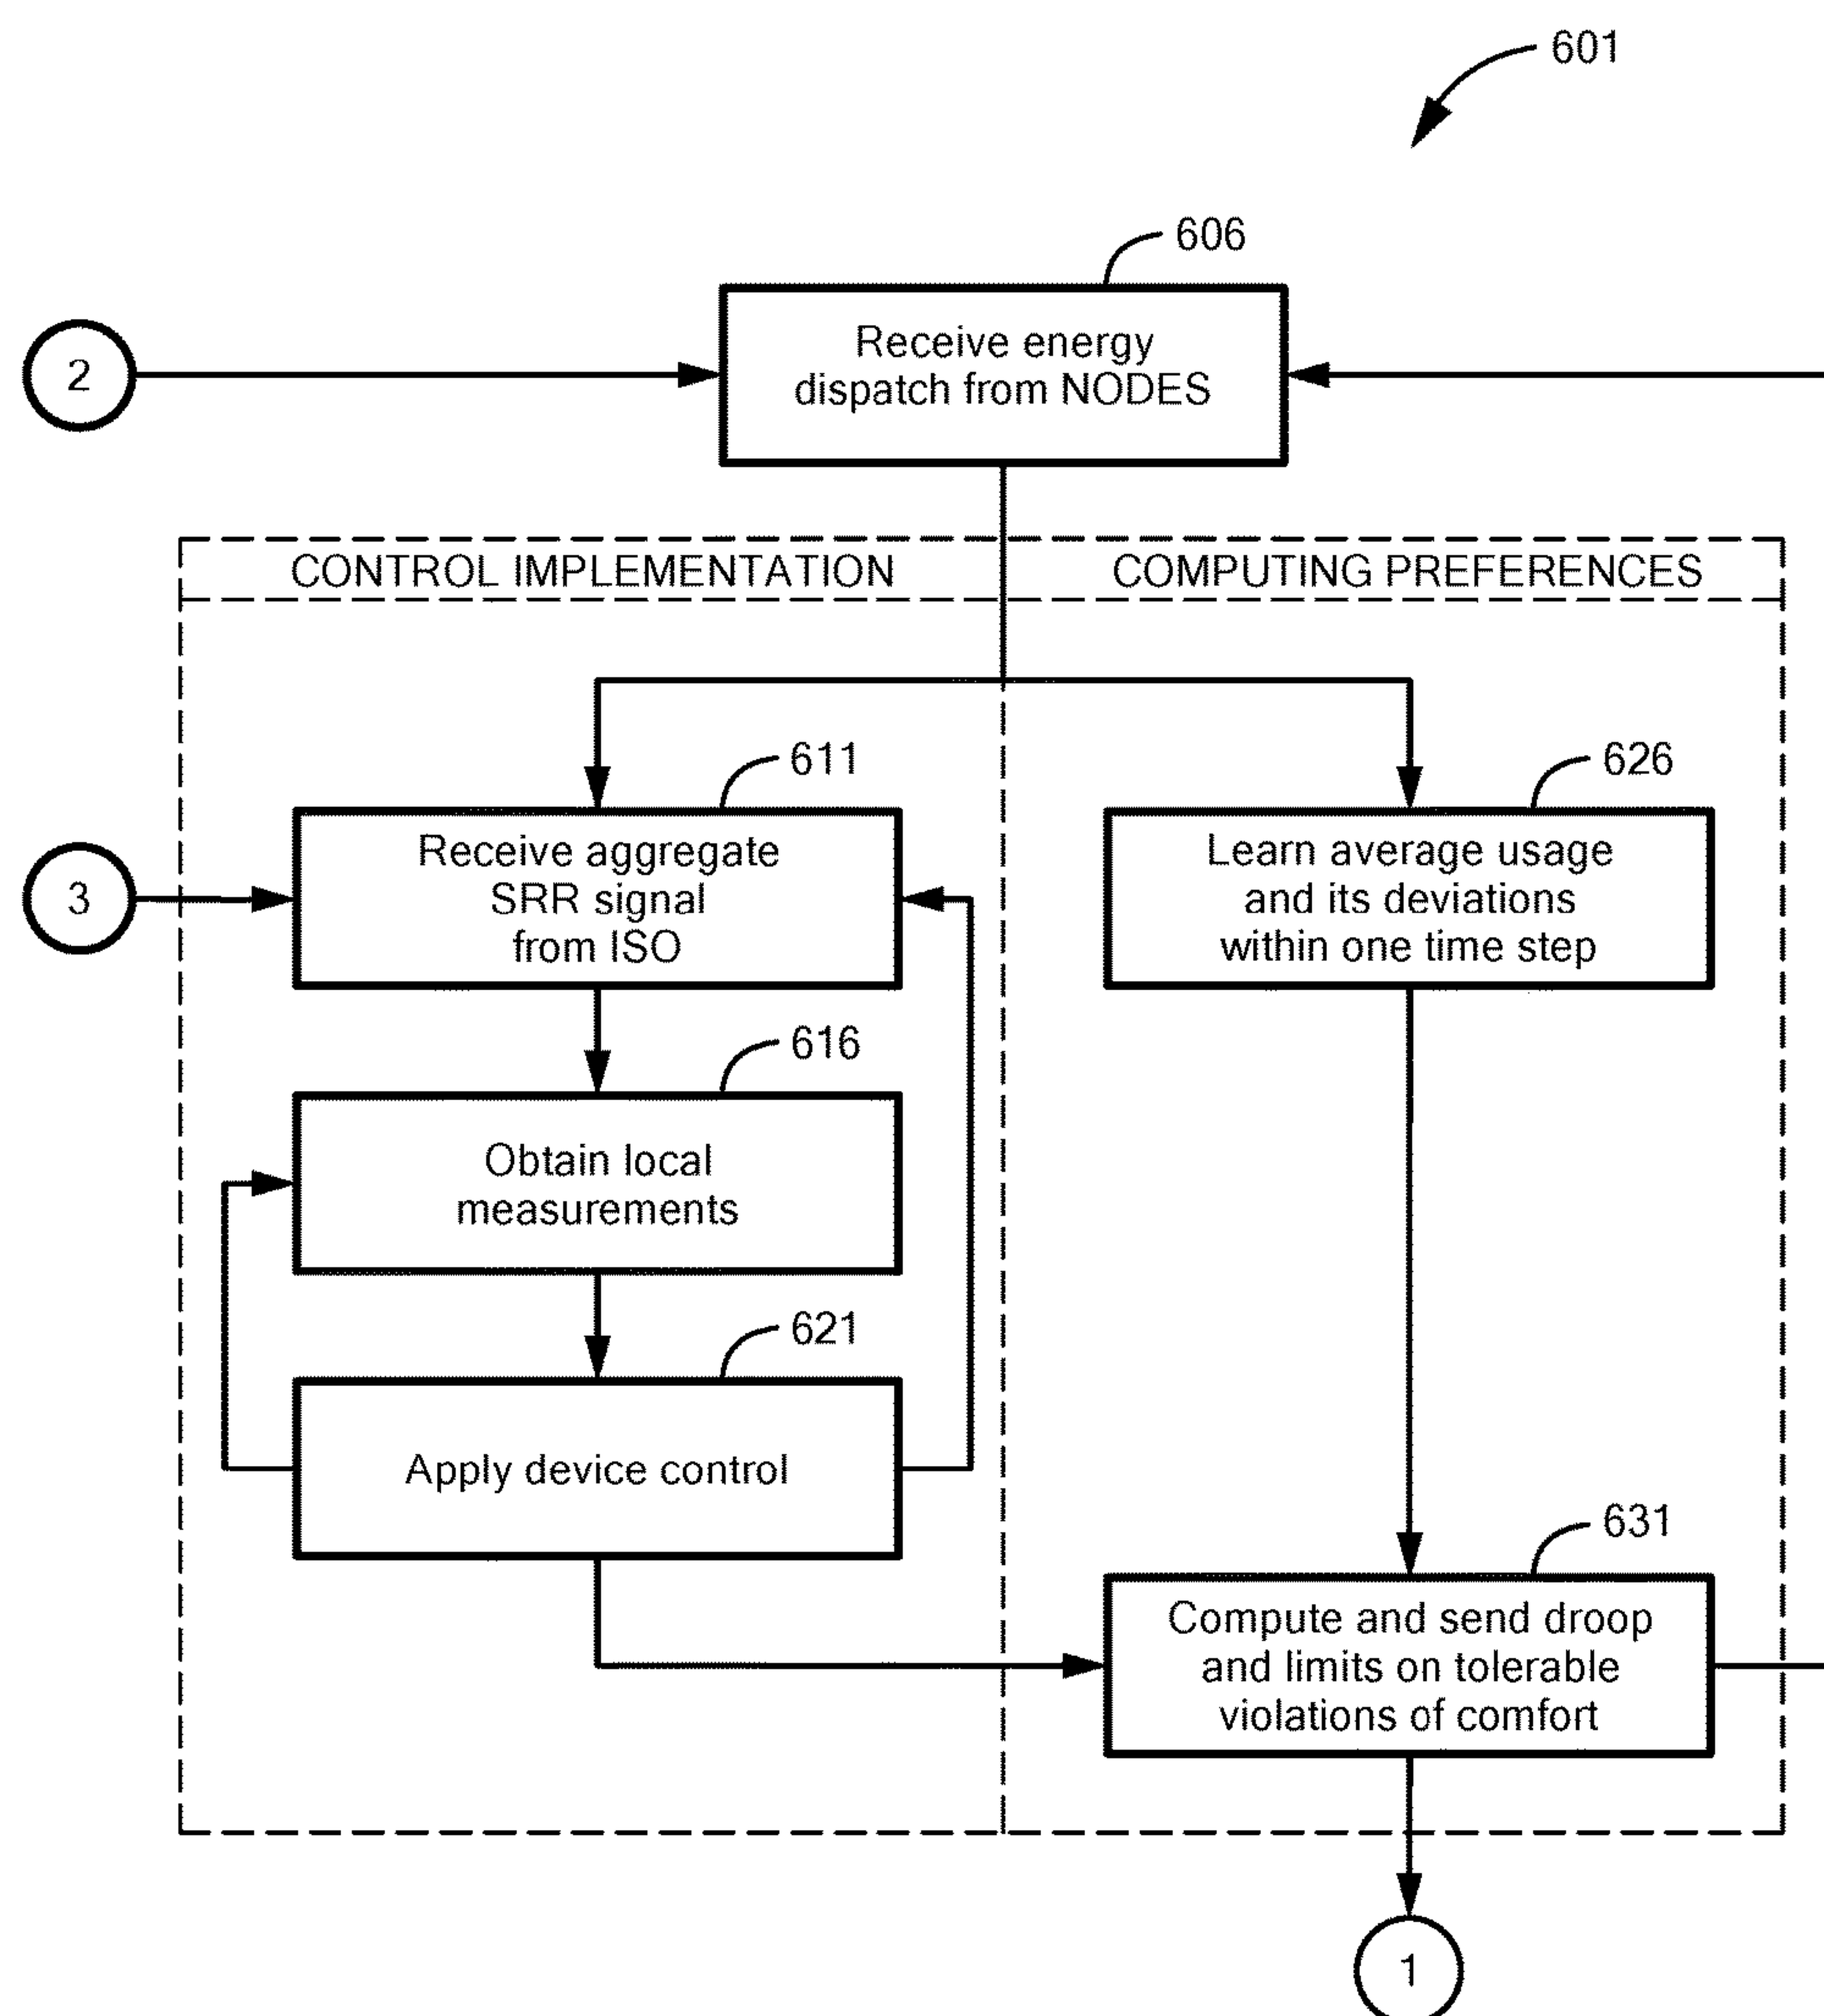 601
606
Receive energy
dispatch from NODES
2
CONTROL IMPLEMENTATION
COMPUTING PREFERENCES
611
Receive aggregate
SRR signal
from ISO
3
626
Learn average usage
and its deviations
within one time step
616
Obtain local
measurements
621
Apply device control
631
Compute and send droop
and limits on tolerable
violations of comfort
1